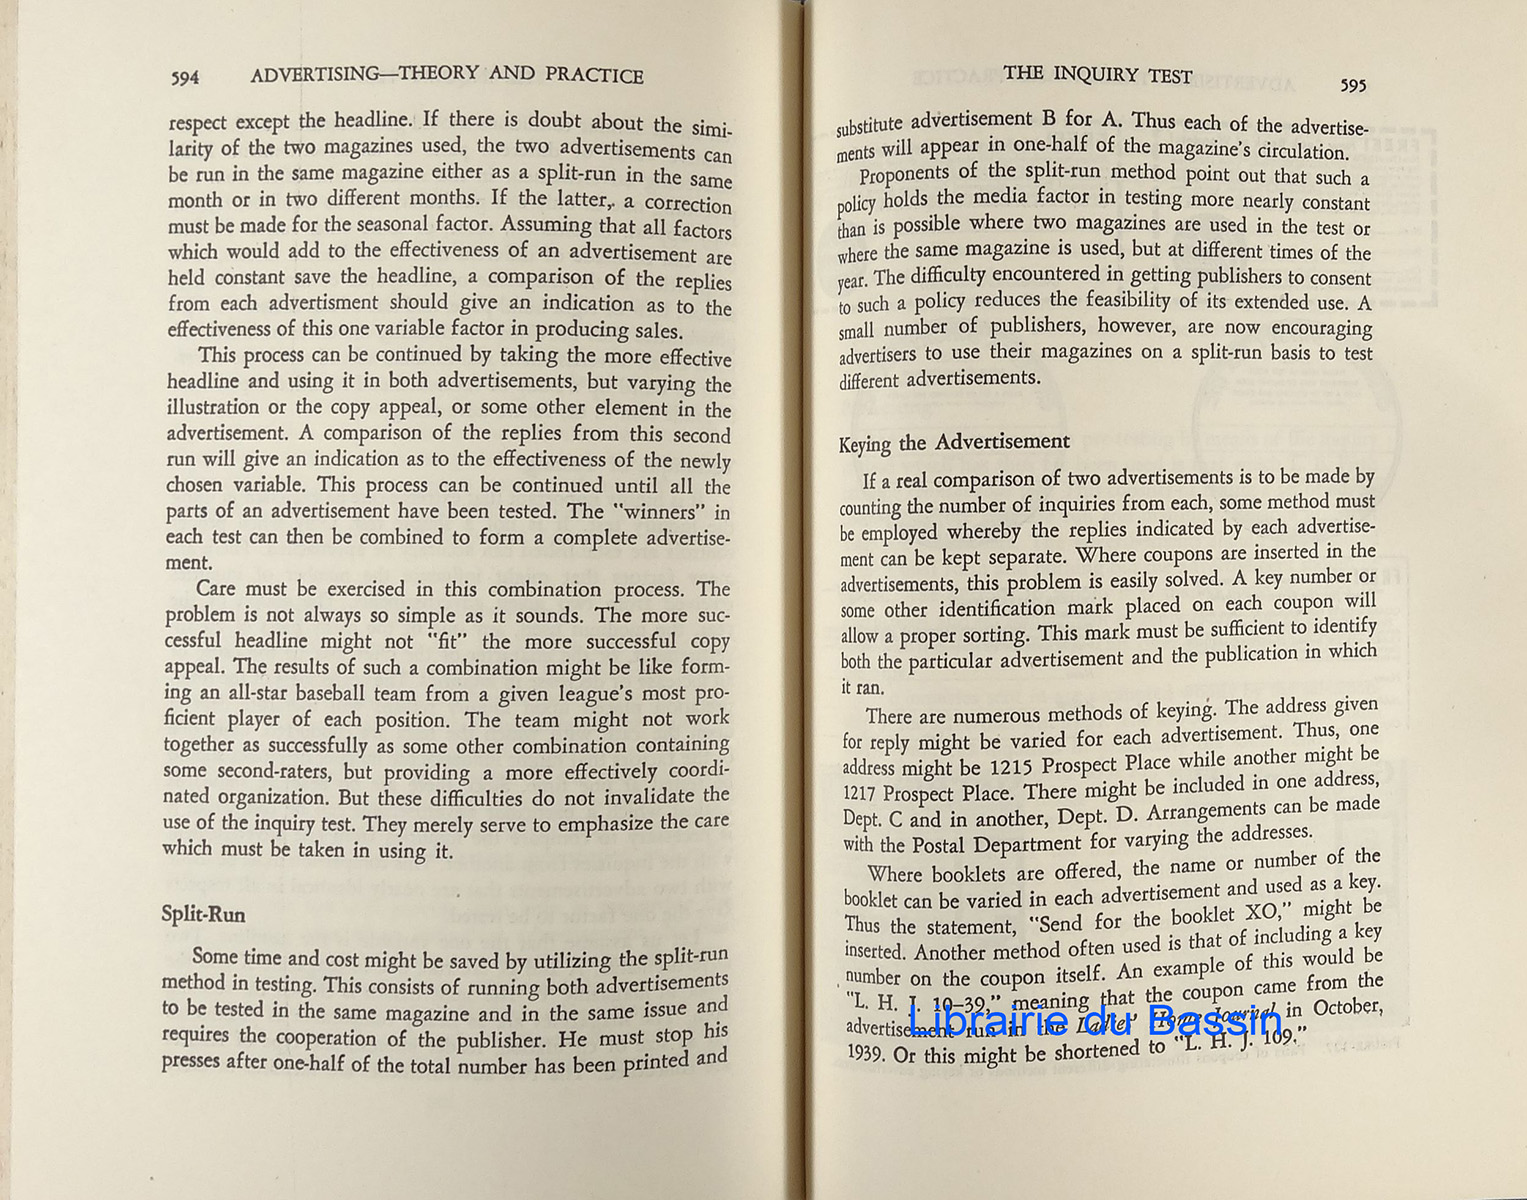 594 ADVERTISING—THEORY AND PRACTICE
respect except the headline. If there is doubt about the simi-
larity of the two magazines used, the two advertisements can
be run in the same magazine either as a split-run in the same
month or in two different months. If the latter,. a correction
must be made for the seasonal factor. Assuming that all factors
which would add to the effectiveness of an advertisement are
held constant save the headline, a comparison of the replies
from each advertisment should give an indication as to the
effectiveness of this one variable factor in producing sales.
This process can be continued by taking the more effective
headline and using it in both advertisements, but varying the
illustration or the copy appeal, or some other element in the
advertisement. A comparison of the replies from this second
run will give an indication as to the effectiveness of the newly
chosen variable. This process can be continued until all the
parts of an advertisement have been tested. The "winners" in
each test can then be combined to form a complete advertise-
ment.
Care must be exercised in this combination process. The
problem is not always so simple as it sounds. The more suc-
cessful headline might not "fit" the more successful copy
appeal. The results of such a combination might be like form-
ing an all-star baseball team from a given league's most pro-
ficient player of each position. The team might not work
together as successfully as some other combination containing
some second-raters, but providing a more effectively coordi-
nated organization. But these difficulties do not invalidate the
use of the inquiry test. They merely serve to emphasize the care
which must be taken in using it.
Split-Run
Some time and cost might be saved by utilizing the split-run
method in testing. This consists of running both advertisements
to be tested in the same magazine and in the same issue and
requires the cooperation of the publisher. He must stop his
presses after one-half of the total number has been printed and
THE INQUIRY TEST 595
substitute advertisement B for A. Thus each of the advertise-
ments will appear in one-half of the magazine's circulation.
Proponents of the split-run method point out that such a
policy holds the media factor in testing more nearly constant
than is possible where two magazines are used in the test or
where the same magazine is used, but at different times of the
year. The difficulty encountered in getting publishers to consent
to such a policy reduces the feasibility of its extended use. A
small number of publishers, however, are now encouraging
advertisers to use their magazines on a split-run basis to test
different advertisements.
Keying the Advertisement
If a real comparison of two advertisements is to be made by
counting the number of inquiries from each, some method must
be employed whereby the replies indicated by each advertise-
ment can be kept separate. Where coupons are inserted in the
advertisements, this problem is easily solved. A key number or
some other identification mark placed on each coupon will
allow a proper sorting. This mark must be sufficient to identify
both the particular advertisement and the publication in which
it ran.
There are numerous methods of keying. The address given
for reply might be varied for each advertisement. Thus, one
address might be 1215 Prospect Place while another might be
1217 Prospect Place. There might be included in one address,
Dept. C and in another, Dept. D. Arrangements can be made
with the Postal Department for varying the addresses.
Where booklets are offered, the name or number of the
booklet can be varied in each advertisement and used as a key.
Thus the statement, "Send for the booklet XO," might be
inserted. Another method often used is that of including a key
number on the coupon itself. An example of this would be
"L. H. J. 10–39," meaning that the coupon came from the
advertisement run in the Ladies' Home Journal in October,
1939. Or this might be shortened to "L. H. J. 109."
Librairie du Bassin